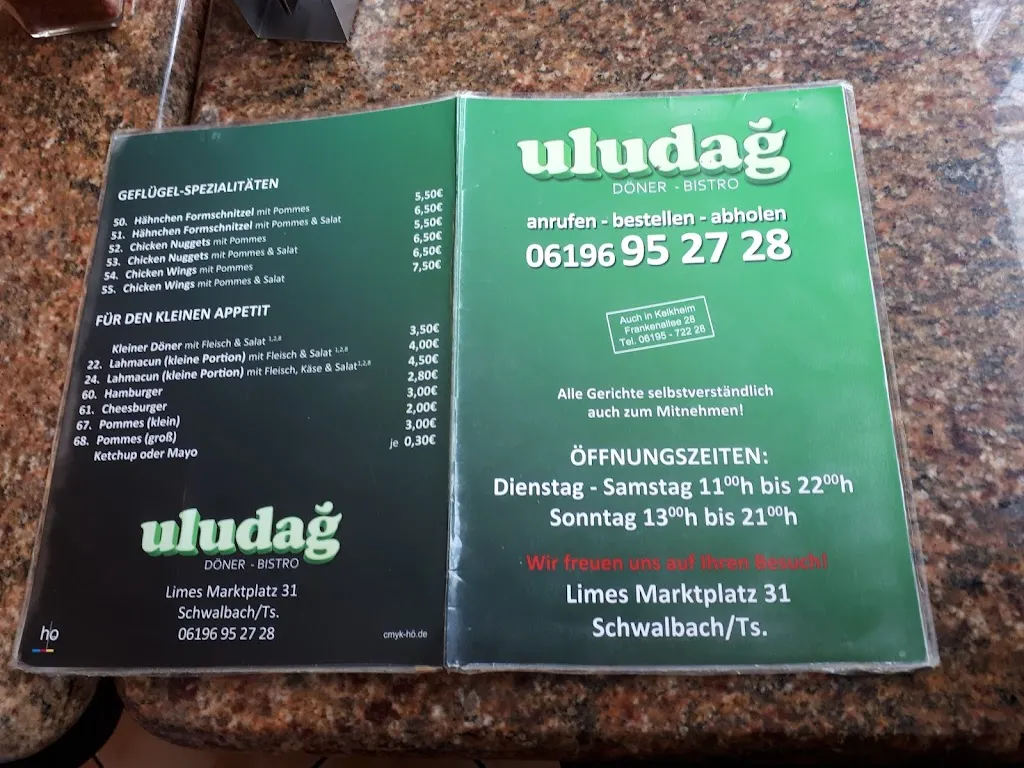 GEFLÜGEL-SPEZIALITÄTEN
50. Hähnchen Formschnitzel mit Pommes 5,50€
51. Hähnchen Formschnitzel mit Pommes & Salat 6,50€
52. Chicken Nuggets mit Pommes 5,50€
53. Chicken Nuggets mit Pommes & Salat 6,50€
54. Chicken Wings mit Pommes 6,50€
55. Chicken Wings mit Pommes & Salat 7,50€
FÜR DEN KLEINEN APPETIT
Kleiner Döner mit Fleisch & Salat 1,2,8 3,50€
22. Lahmacun (kleine Portion) mit Fleisch & Salat 1,2,8 4,00€
24. Lahmacun (kleine Portion) mit Fleisch, Käse & Salat 1,2,8 4,50€
60. Hamburger 2,80€
61. Cheesburger 3,00€
67. Pommes (klein) 2,00€
68. Pommes (groß) 3,00€
Ketchup oder Mayo je 0,30€
uludağ
DÖNER - BISTRO
Limes Marktplatz 31
Schwalbach/Ts.
06196 95 27 28
hö
cmyk-hö.de
uludağ
DÖNER - BISTRO
anrufen - bestellen - abholen
06196 95 27 28
Auch in Kelkheim
Frankenallee 28
Tel. 06195 - 722 26
Alle Gerichte selbstverständlich
auch zum Mitnehmen!
ÖFFNUNGSZEITEN:
Dienstag - Samstag 11⁰⁰h bis 22⁰⁰h
Sonntag 13⁰⁰h bis 21⁰⁰h
Wir freuen uns auf Ihren Besuch!
Limes Marktplatz 31
Schwalbach/Ts.